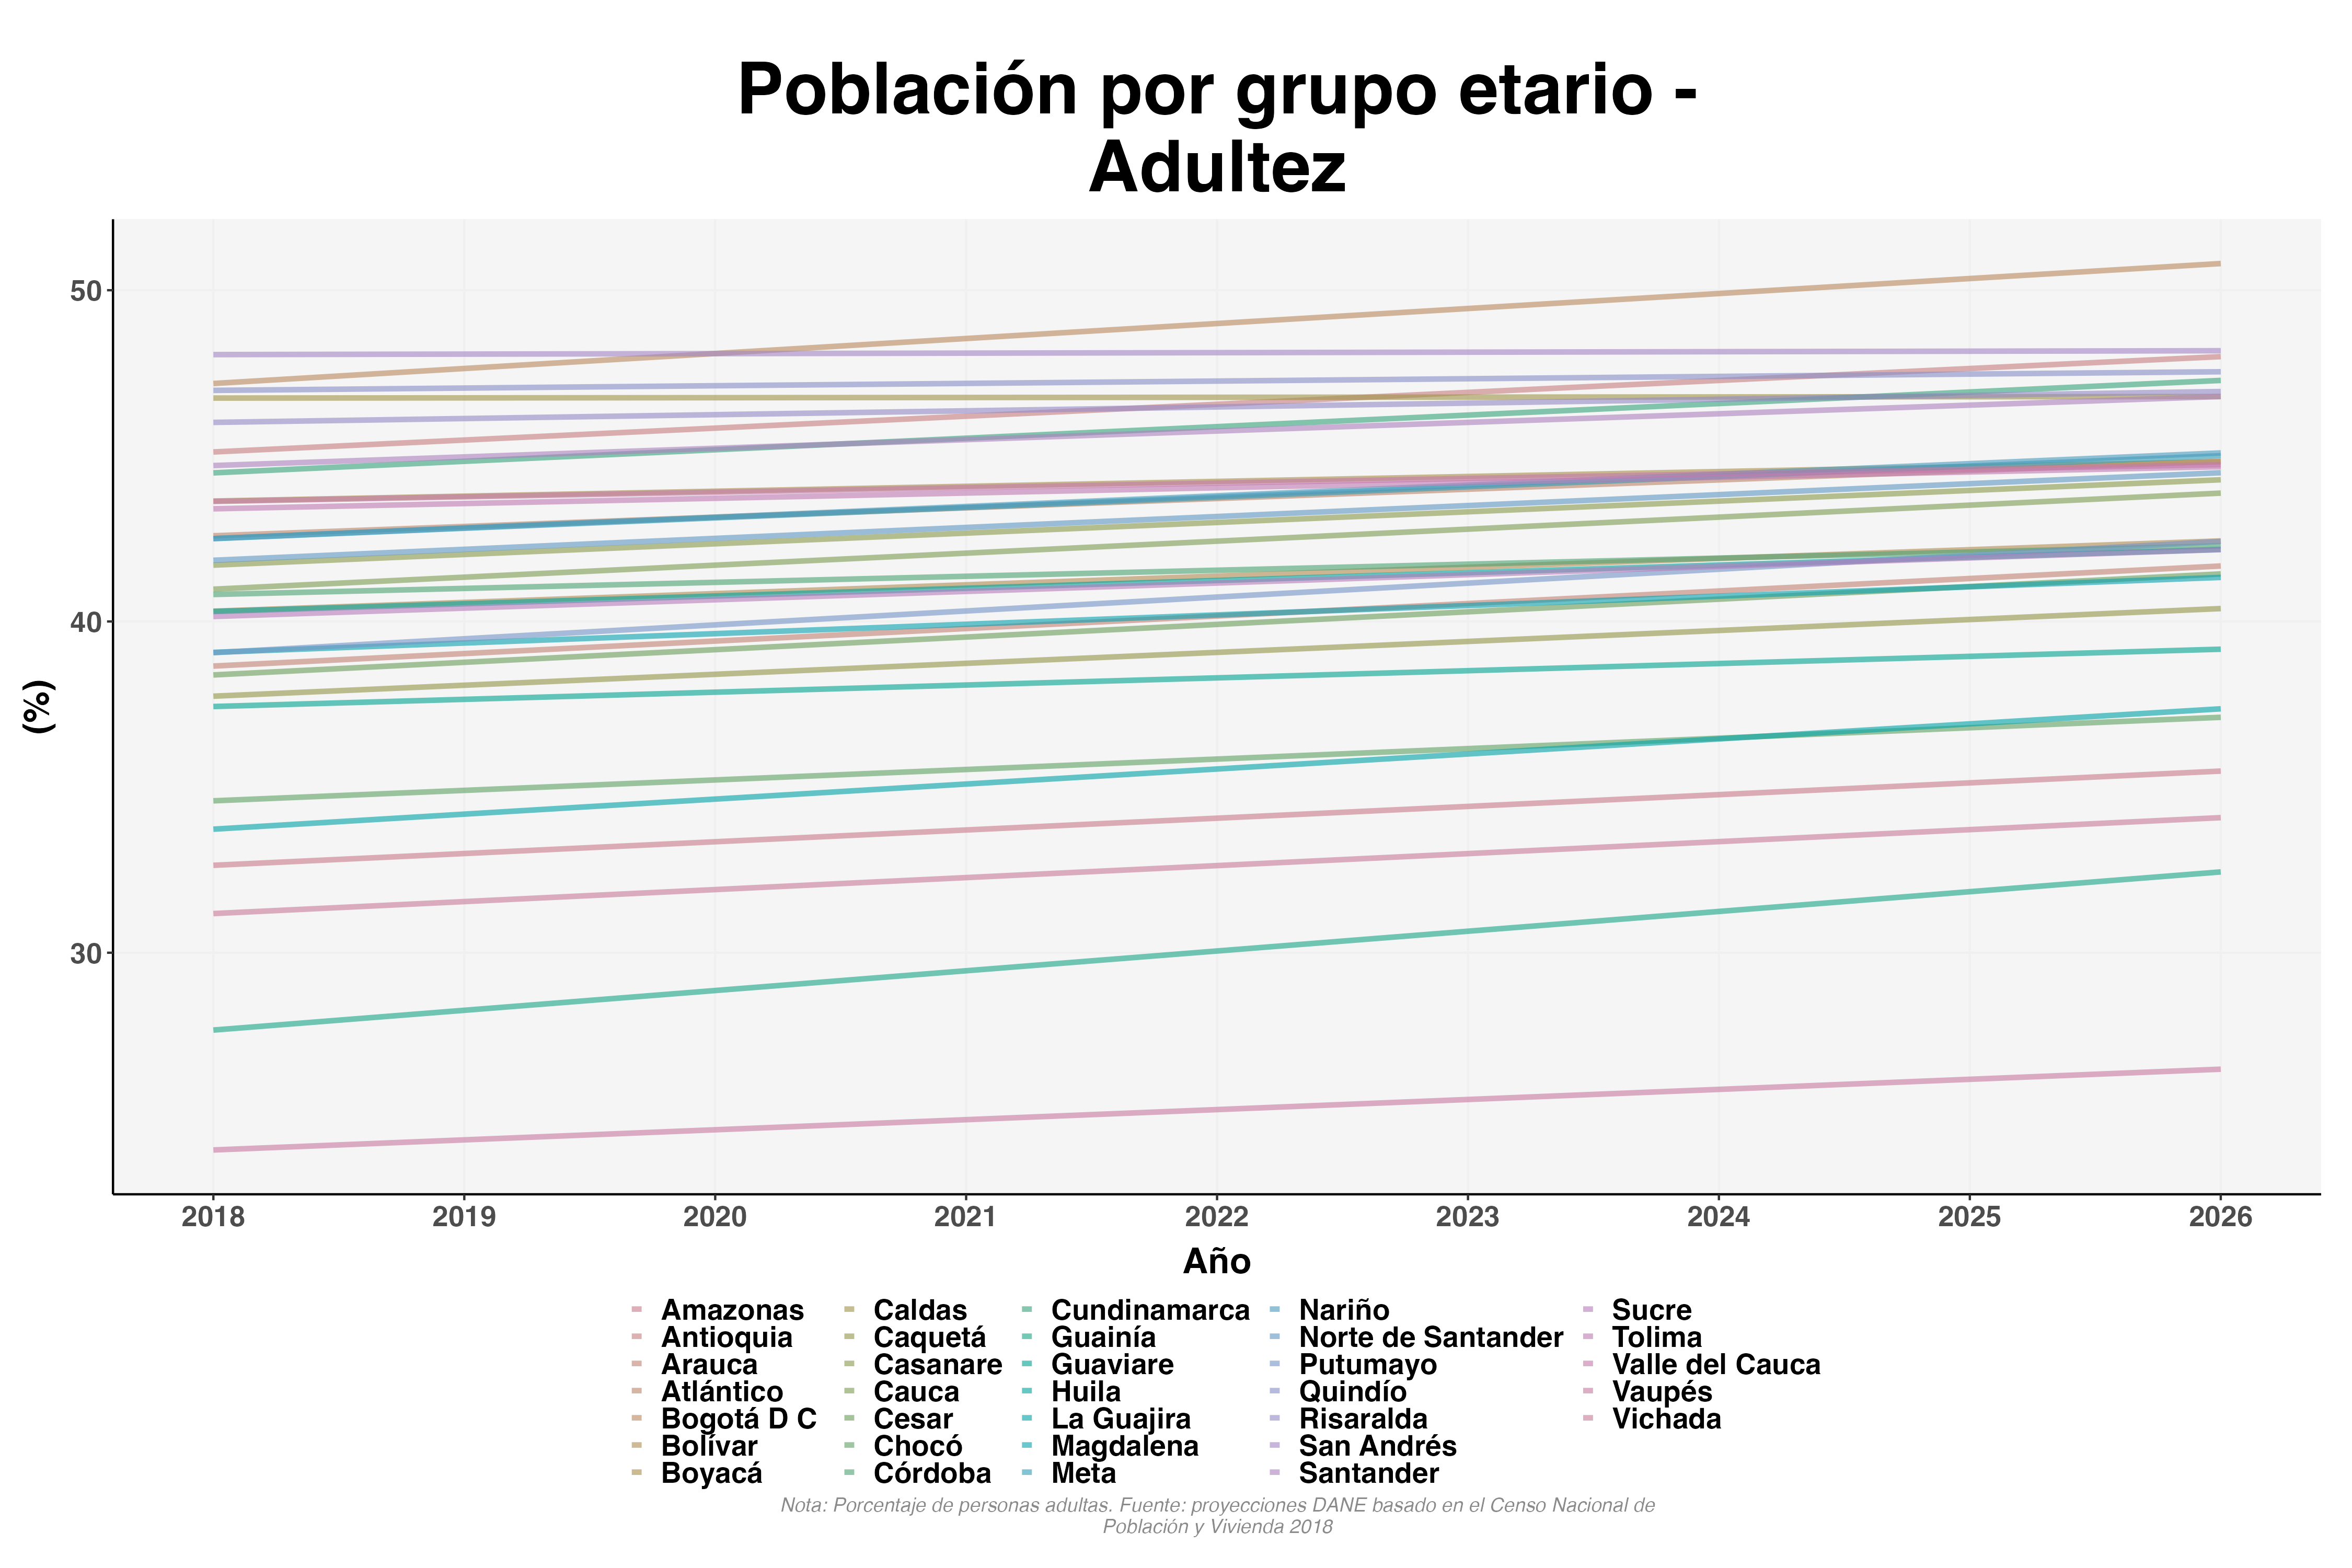 Población por grupo etario -
Adultez
50
40
30
(%)
2018 2019 2020 2021 2022 2023 2024 2025 2026
Año
Amazonas Caldas Cundinamarca Nariño Sucre
Antioquia Caquetá Guainía Norte de Santander Tolima
Arauca Casanare Guaviare Putumayo Valle del Cauca
Atlántico Cauca Huila Quindío Vaupés
Bogotá D C Cesar La Guajira Risaralda Vichada
Bolívar Chocó Magdalena San Andrés
Boyacá Córdoba Meta Santander
Nota: Porcentaje de personas adultas. Fuente: proyecciones DANE basado en el Censo Nacional de
Población y Vivienda 2018